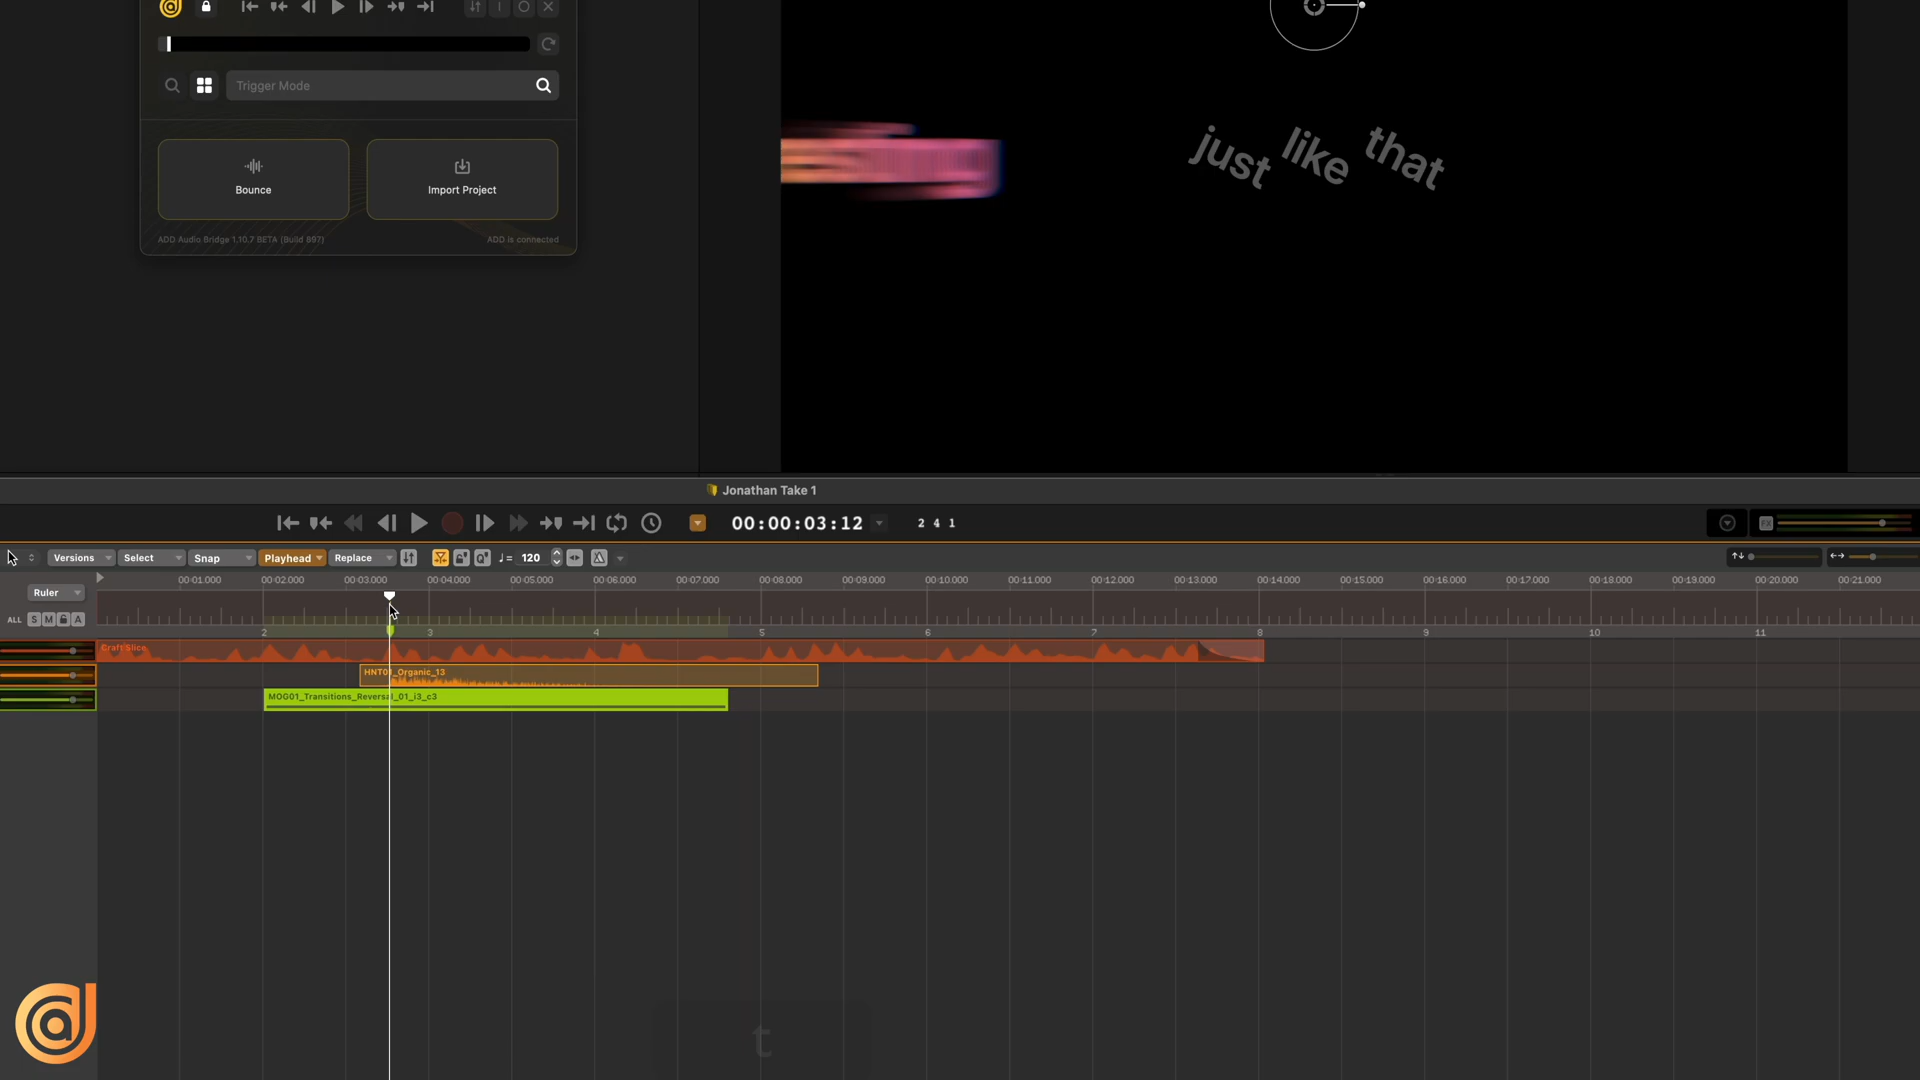 Trigger Mode
Bounce
Import Project
ADD Audio Bridge 1.10.7 BETA (Build 897)
ADD is connected
just like that
Jonathan Take 1
00:00:03:12
2 4 1
FX
Versions
Select
Snap
Playhead
Replace
♩= 120
Ruler
00:01.000 00:02.000 00:03.000 00:04.000 00:05.000 00:06.000 00:07.000 00:08.000 00:09.000 00:10.000 00:11.000 00:12.000 00:13.000 00:14.000 00:15.000 00:16.000 00:17.000 00:18.000 00:19.000 00:20.000 00:21.000
ALL S M A
2 3 4 5 6 7 8 9 10 11
Craft Slice
HNT01_Organic_13
MOG01_Transitions_Reversal_01_i3_c3
t